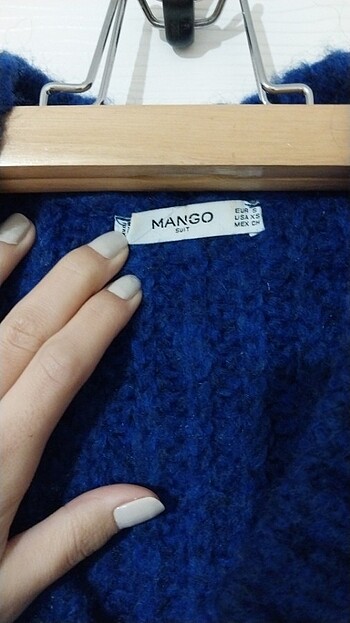 MANGO
SUIT
EUR S
USA XS
MEX CH